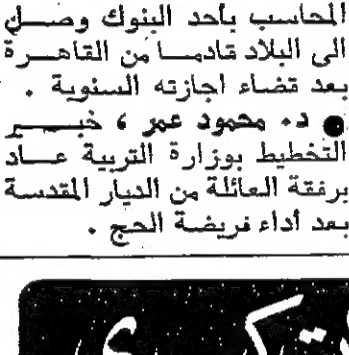 المحاسب بأحد البنوك وصل
الى البلاد قادما من القاهرة
بعد قضاء اجازته السنوية .
● د. محمود عمر ، خبير
التخطيط بوزارة التربية عاد
برفقة العائلة من الديار المقدسة
بعد أداء فريضة الحج .